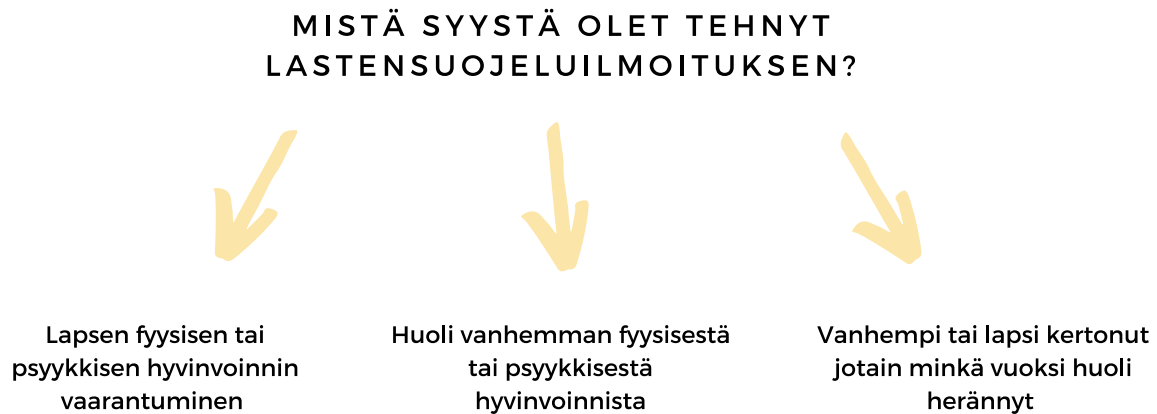 MISTÄ SYYSTÄ OLET TEHNYT
LASTENSUOJELUILMOITUKSEN?
Lapsen fyysisen tai
psyykkisen hyvinvoinnin
vaarantuminen
Huoli vanhemman fyysisestä
tai psyykkisestä
hyvinvoinnista
Vanhempi tai lapsi kertonut
jotain minkä vuoksi huoli
herännyt